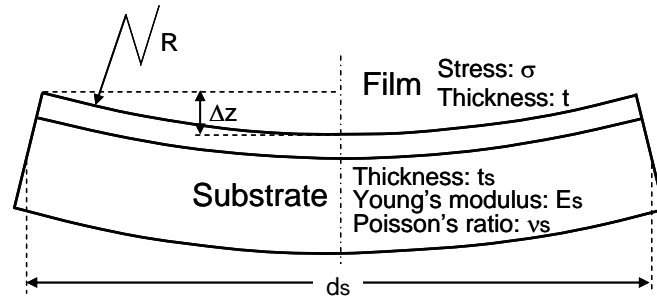 R
Film
Stress: σ
Thickness: t
Δz
Substrate
Thickness: ts
Young's modulus: Es
Poisson's ratio: νs
ds